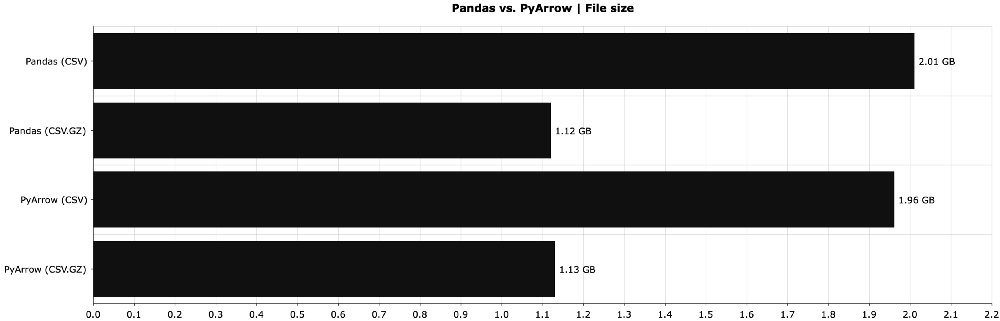 Pandas vs. PyArrow | File size
Pandas (CSV)
2.01 GB
Pandas (CSV.GZ)
1.12 GB
PyArrow (CSV)
1.96 GB
PyArrow (CSV.GZ)
1.13 GB
0.0 0.1 0.2 0.3 0.4 0.5 0.6 0.7 0.8 0.9 1.0 1.1 1.2 1.3 1.4 1.5 1.6 1.7 1.8 1.9 2.0 2.1 2.2